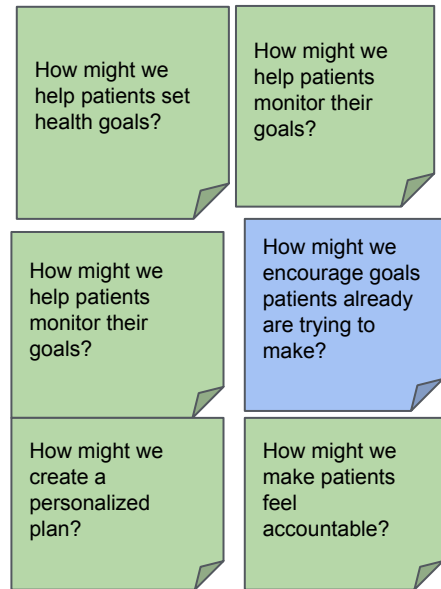 How might we
help patients set
health goals?
How might we
help patients
monitor their
goals?
How might we
help patients
monitor their
goals?
How might we
encourage goals
patients already
are trying to
make?
How might we
create a
personalized
plan?
How might we
make patients
feel
accountable?